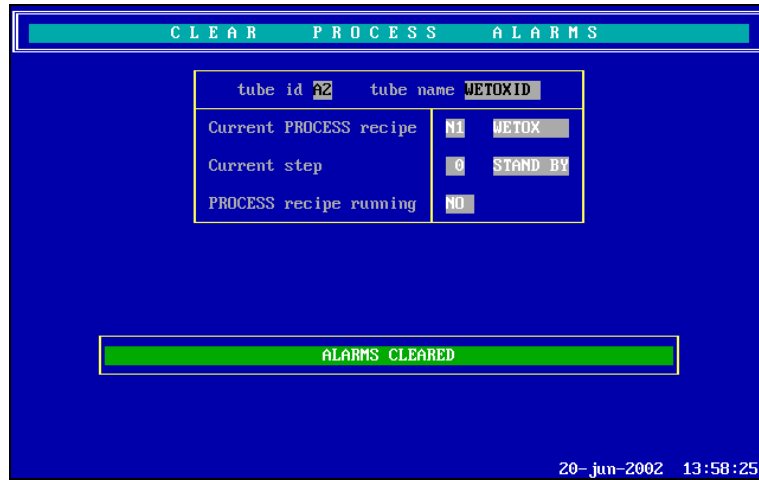 CLEAR PROCESS ALARMS
tube id A2 tube name WETOXID
Current PROCESS recipe N1 WETOX
Current step 0 STAND BY
PROCESS recipe running NO
ALARMS CLEARED
20-jun-2002 13:58:25